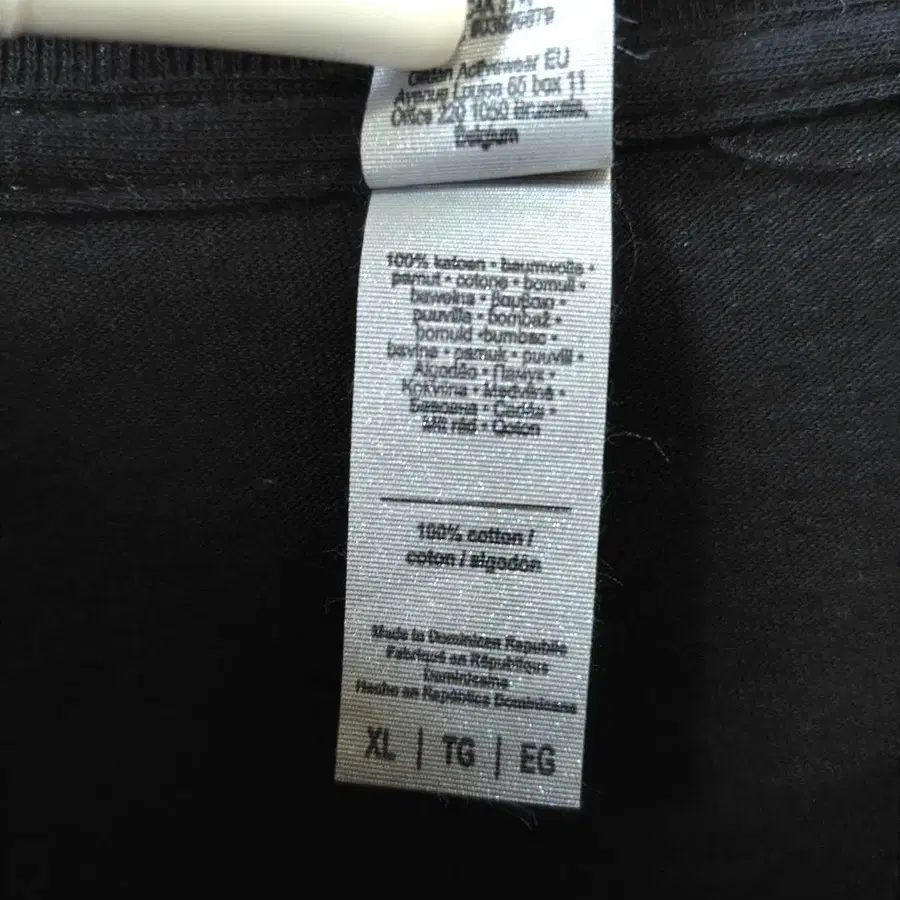 Gildan Activewear EU
Avenue Louise 65 box 11
Office 220 1050 Brussels,
Belgium
100% katoen • baumwolle •
pamut • cotone • bomull •
bawełna • βαμβάκι •
puuvilla • bombaž •
bomuld • bumbac •
bavlna • pamuk • puuvill •
Algodão • Памук •
Kokvilna • Medvilnė •
Бавовна •
Qoton
100% cotton /
coton / algodón
Made in Dominican Republic
Fabriqué en République
Dominicaine
Hecho en República Dominicana
XL | TG | EG